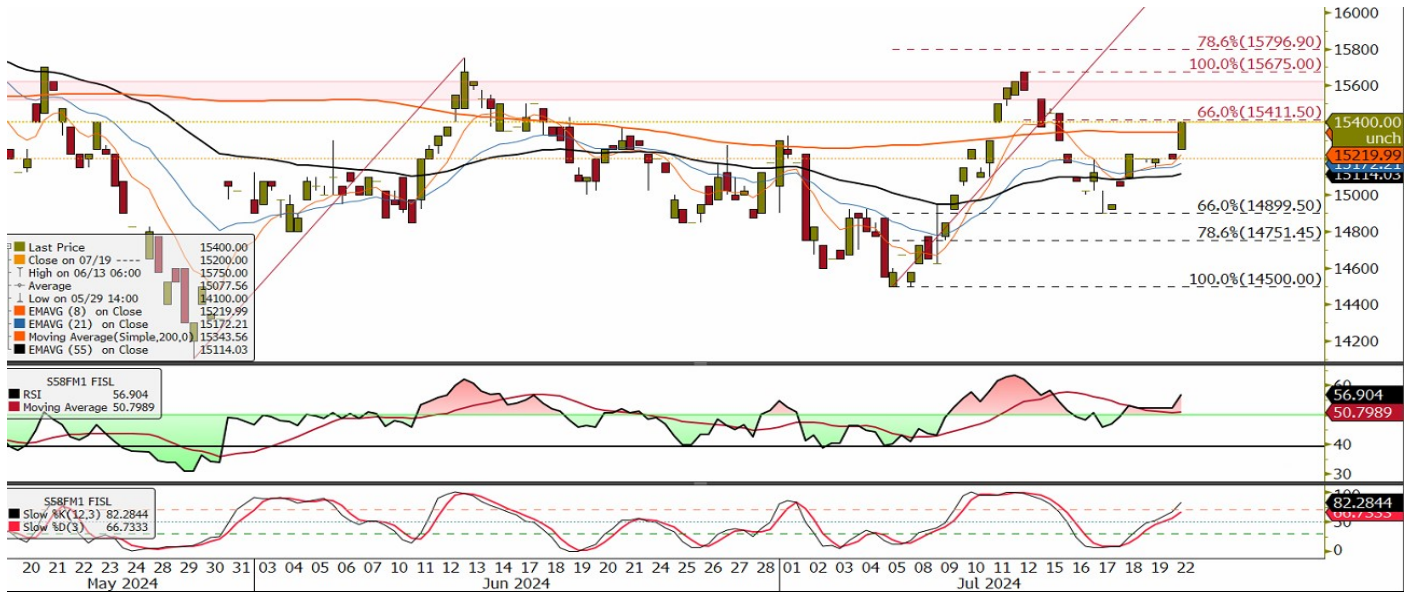 16000
78.6%(15796.90)
15800
100.0%(15675.00)
15600
66.0%(15411.50)
15400.00
unch
15219.99
15172.21
15114.03
15000
66.0%(14899.50)
14800
78.6%(14751.45)
14600
100.0%(14500.00)
14400
14200
Last Price 15400.00
Close on 07/19 ---- 15200.00
High on 06/13 06:00 15750.00
Average 15077.56
Low on 05/29 14:00 14100.00
EMAVG (8) on Close 15219.99
EMAVG (21) on Close 15172.21
Moving Average(Simple,200,0) 15343.56
EMAVG (55) on Close 15114.03
S58FM1 FISL
RSI
Moving Average 50.7989
60
56.904
50.7989
40
30
S58FM1 FISL
Slow %K(12,3) 82.2844
Slow %D(3) 66.7333
100
82.2844
66.7333
50
0
20 21 22 23 24 28 29 30 31 03 04 05 06 07 10 11 12 13 14 17 18 19 20 21 24 25 26 27 28 01 02 03 04 05 08 09 10 11 12 15 16 17 18 19 22
May 2024 Jun 2024 Jul 2024